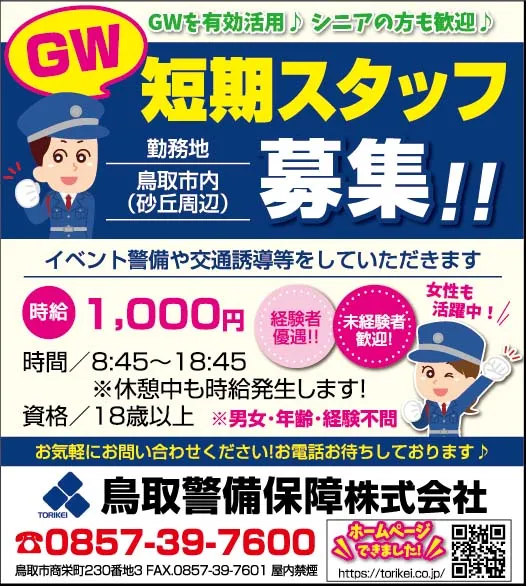 GWを有効活用♪ シニアの方も歓迎♪
GW
短期スタッフ
勤務地
鳥取市内
(砂丘周辺)
募集!!
イベント警備や交通誘導等をしていただきます
時給 1,000円
経験者
優遇!!
未経験者
歓迎!
女性も
活躍中!
時間/8:45〜18:45
※休憩中も時給発生します!
資格/18歳以上 ※男女・年齢・経験不問
お気軽にお問い合わせください!お電話お待ちしております♪
TORIKEI
鳥取警備保障株式会社
☎0857-39-7600
鳥取市商栄町230番地3 FAX.0857-39-7601 屋内禁煙
ホームページ
できました!
https://torikei.co.jp/